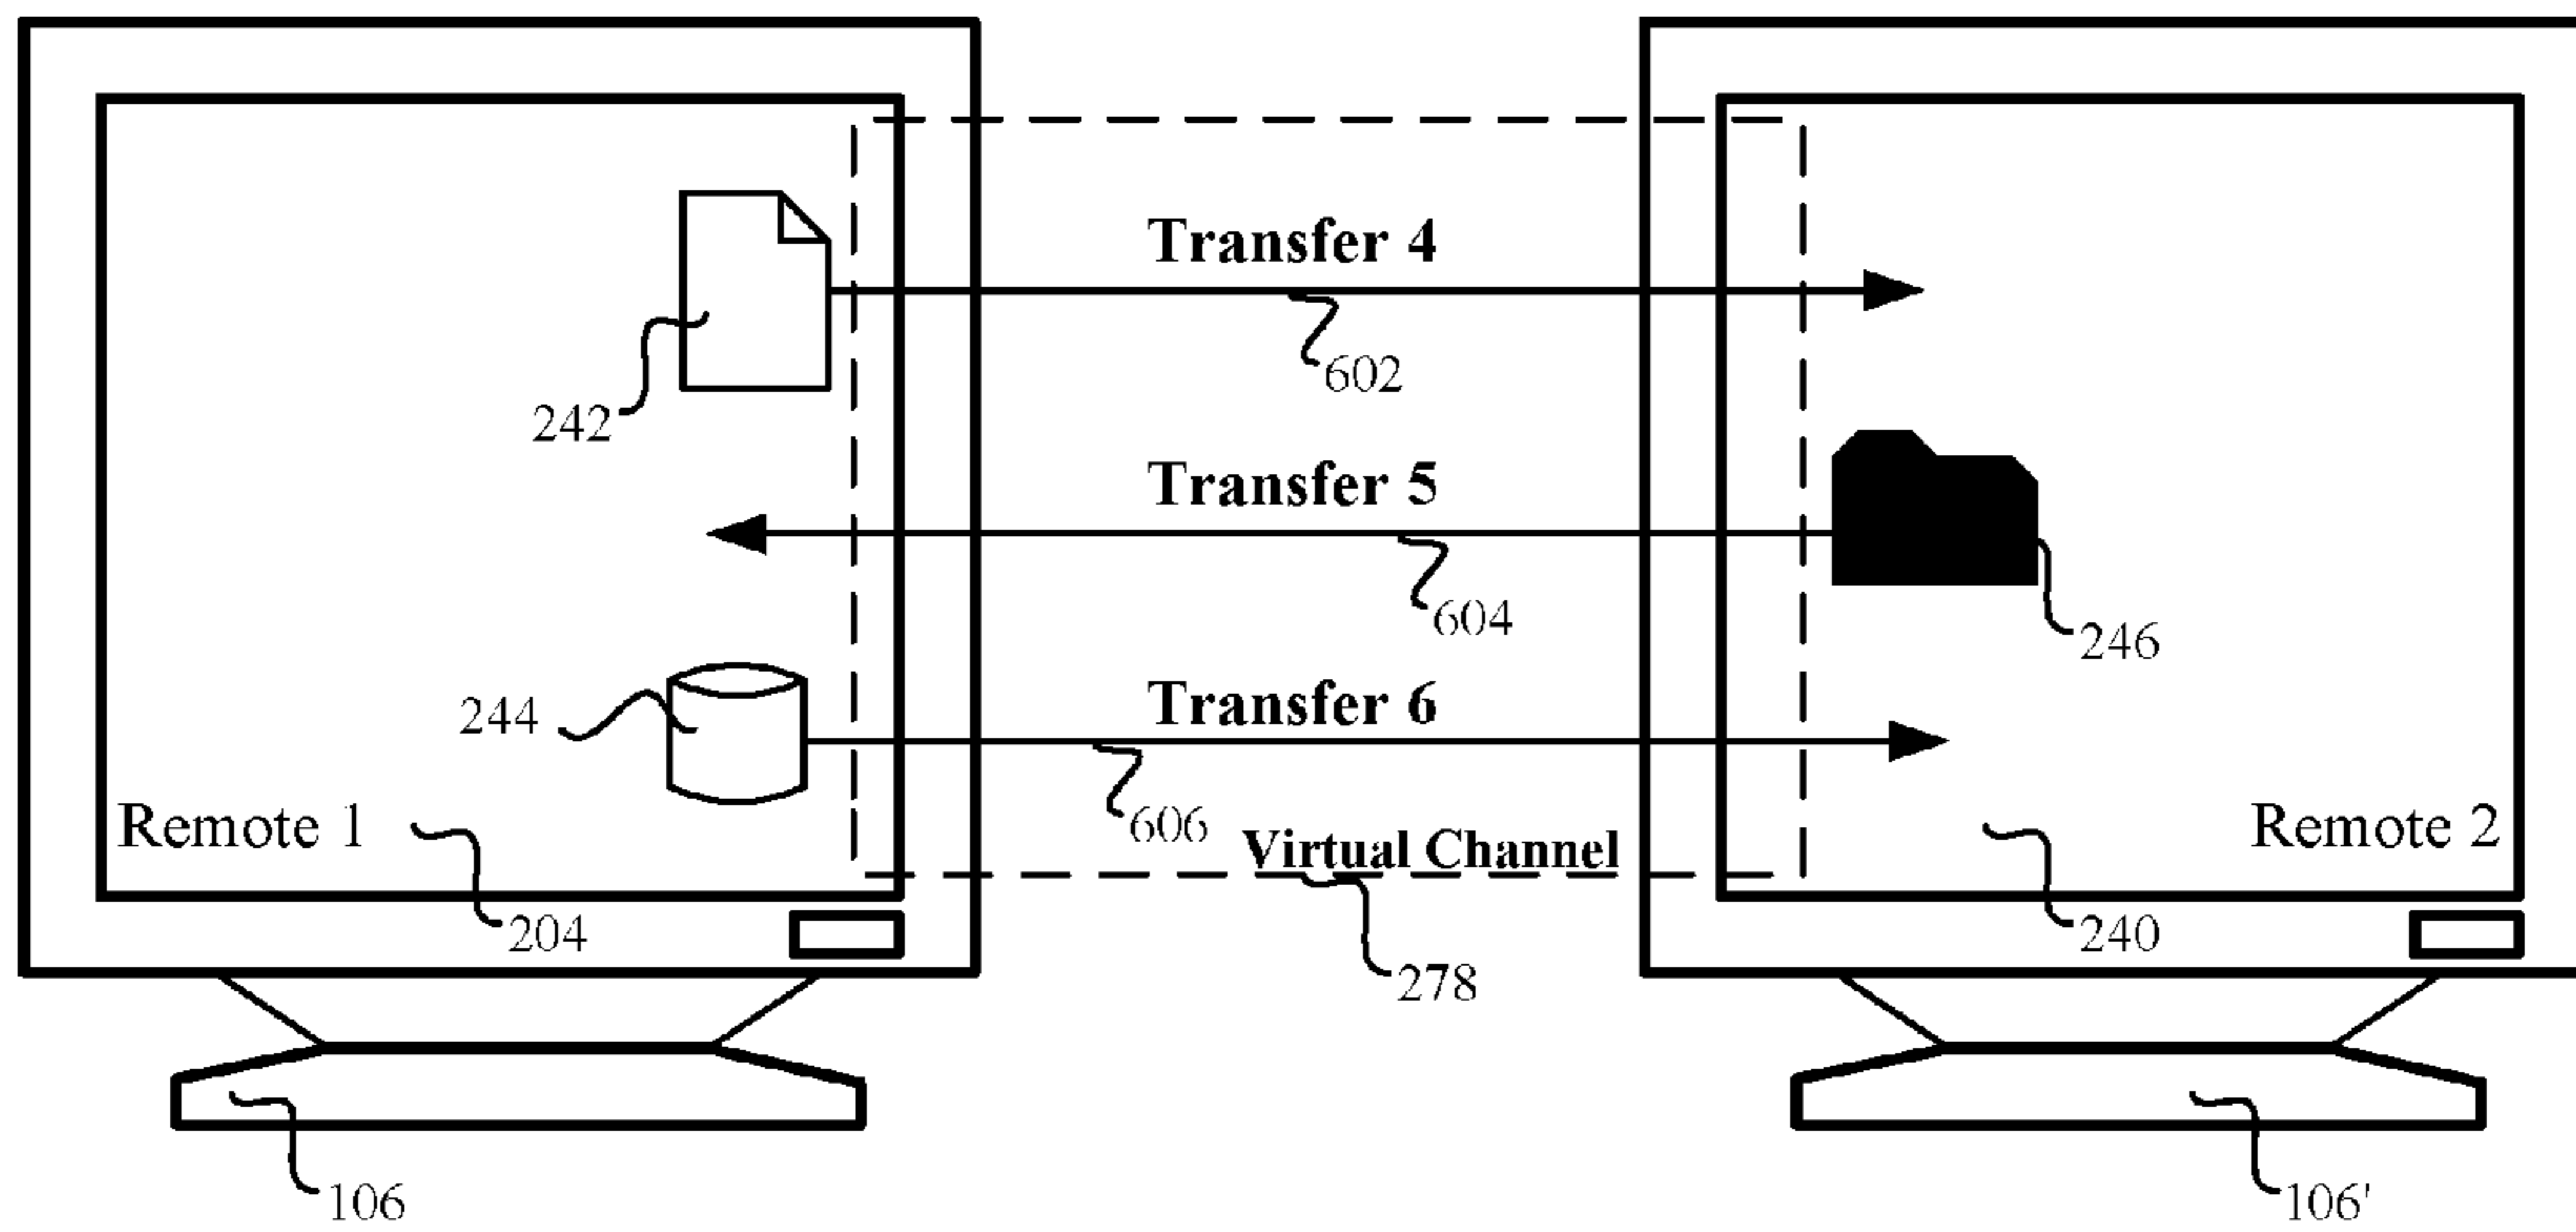 Transfer 4
602
242
Transfer 5
604
246
244
Transfer 6
606
Remote 1
Virtual Channel
Remote 2
204
240
278
106
106'